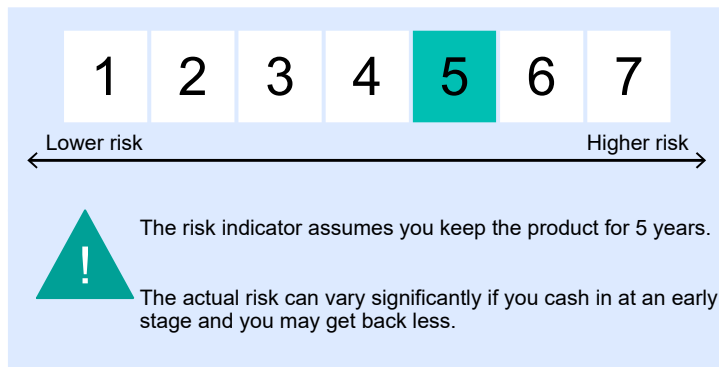 1 2 3 4 5 6 7
Lower risk Higher risk
The risk indicator assumes you keep the product for 5 years.
!
The actual risk can vary significantly if you cash in at an early
stage and you may get back less.